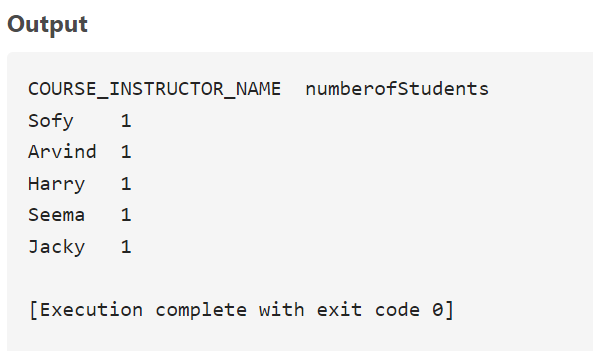 Output
COURSE_INSTRUCTOR_NAME numberofStudents
Sofy 1
Arvind 1
Harry 1
Seema 1
Jacky 1
[Execution complete with exit code 0]